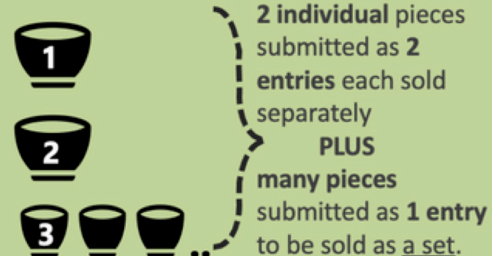 1
2
3
2 individual pieces
submitted as 2
entries each sold
separately
PLUS
many pieces
submitted as 1 entry
to be sold as a set.